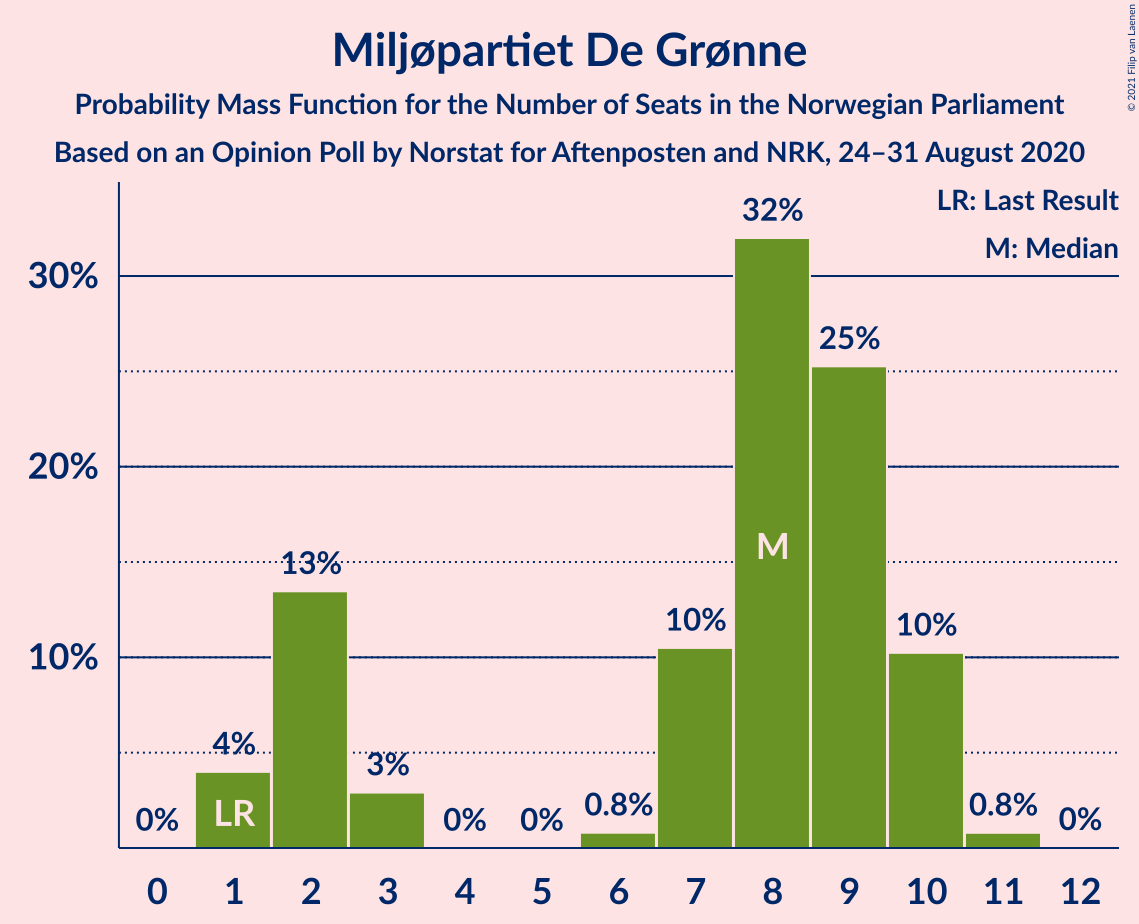 Miljøpartiet De Grønne
Probability Mass Function for the Number of Seats in the Norwegian Parliament
Based on an Opinion Poll by Norstat for Aftenposten and NRK, 24–31 August 2020
© 2021 Filip van Laenen
LR: Last Result
M: Median
32%
30%
25%
20%
M
13%
10%
10%
10%
4%
3%
LR
0%
0%
0%
0.8%
0.8%
0%
0 1 2 3 4 5 6 7 8 9 10 11 12